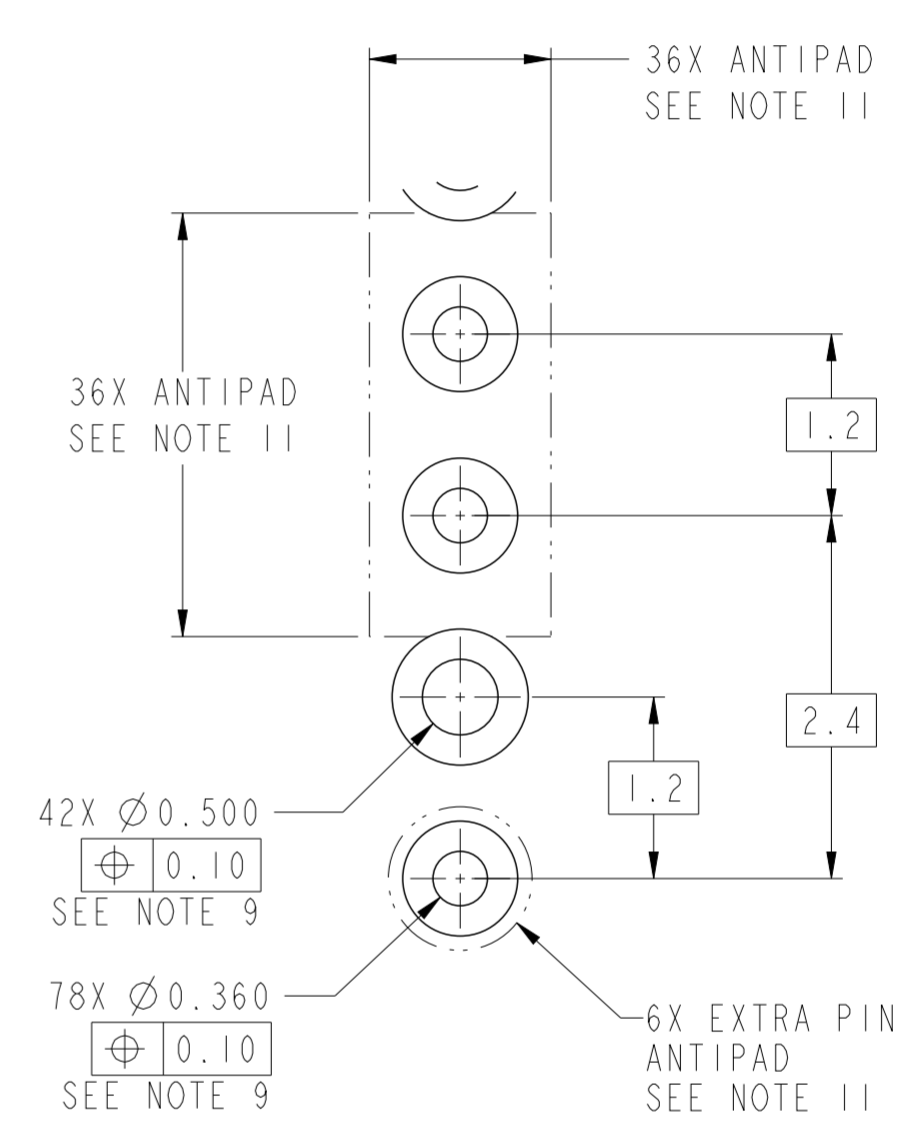 36X ANTIPAD
SEE NOTE 11
36X ANTIPAD
SEE NOTE 11
1.2
2.4
1.2
42X Ø0.500
⌖ 0.10
SEE NOTE 9
78X Ø0.360
⌖ 0.10
SEE NOTE 9
6X EXTRA PIN
ANTIPAD
SEE NOTE 11